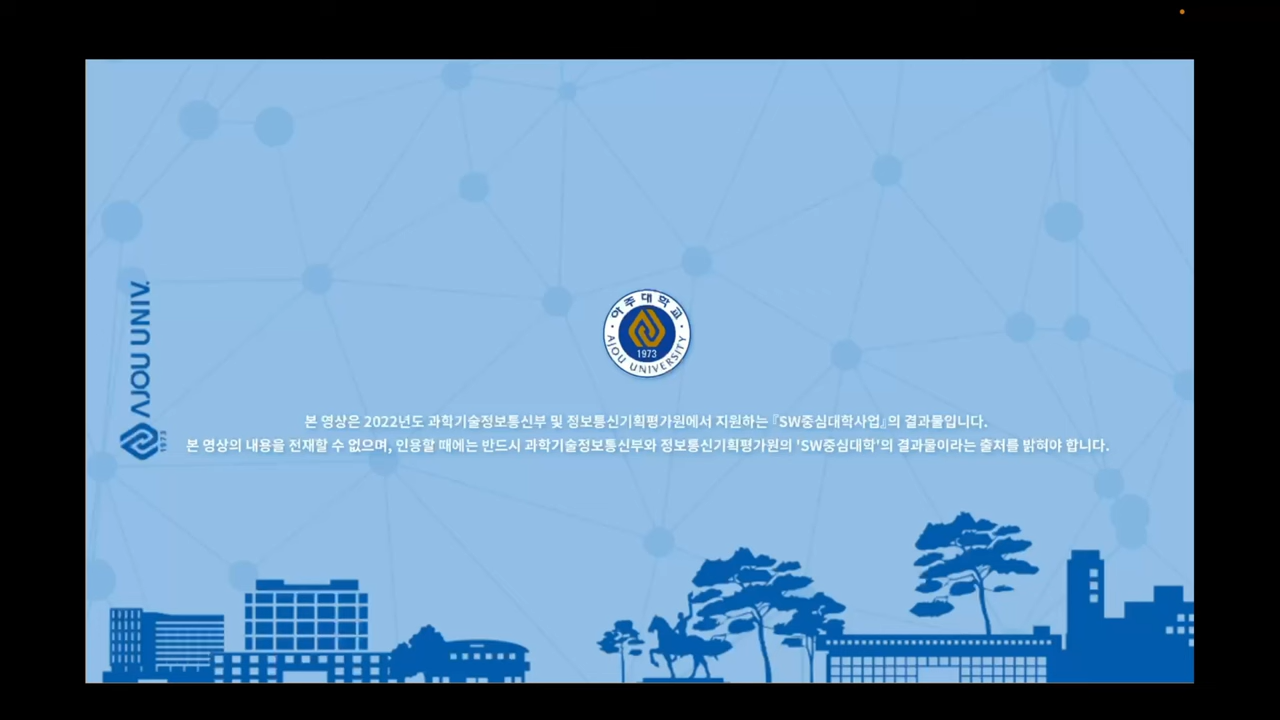 아주대학교
1973
AJOU UNIVERSITY
AJOU UNIV.
1973
본 영상은 2022년도 과학기술정보통신부 및 정보통신기획평가원에서 지원하는 『SW중심대학사업』의 결과물입니다.
본 영상의 내용을 전재할 수 없으며, 인용할 때에는 반드시 과학기술정보통신부와 정보통신기획평가원의 'SW중심대학'의 결과물이라는 출처를 밝혀야 합니다.